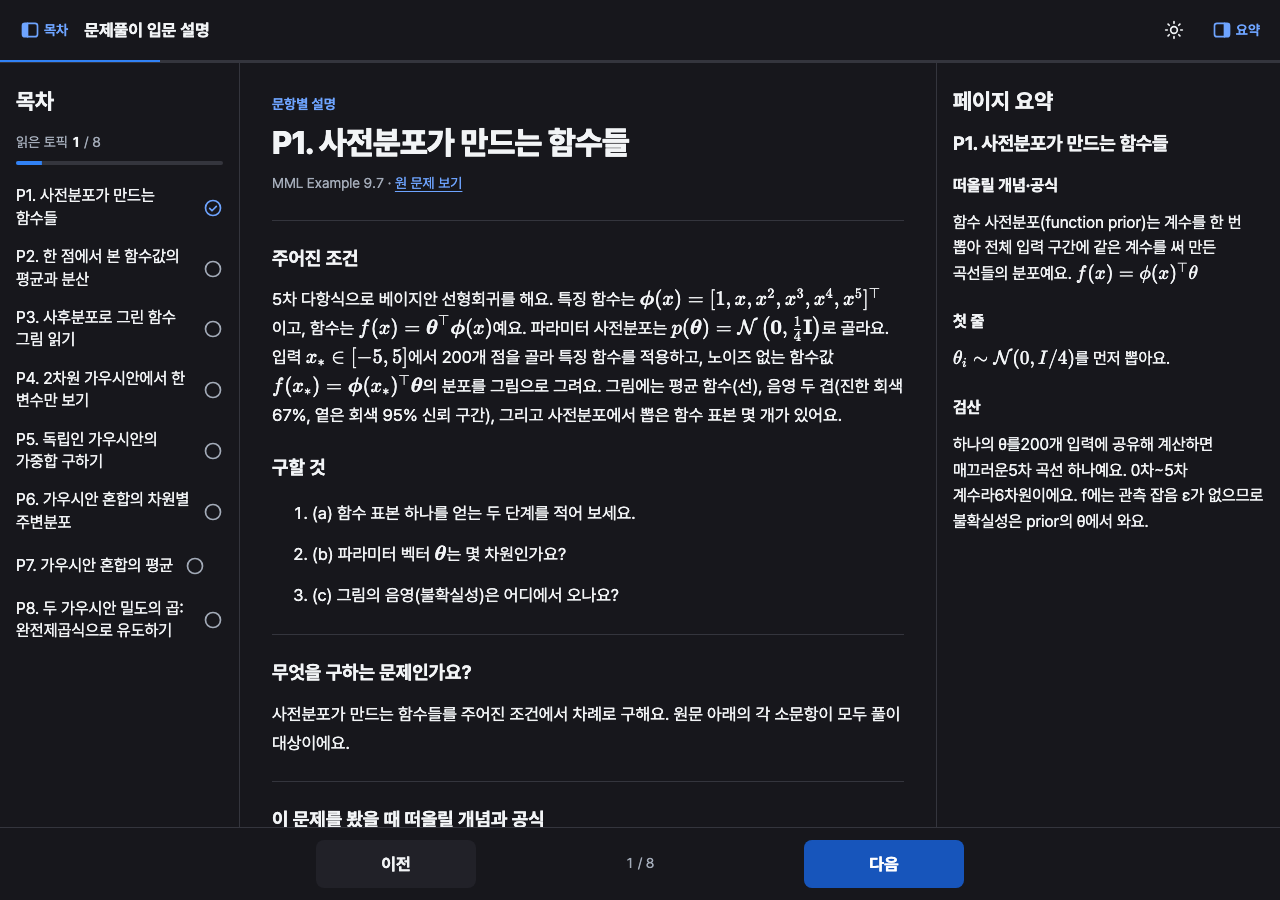 목차 문제풀이 입문 설명 요약
목차
읽은 토픽 1 / 8
P1. 사전분포가 만드는
함수들
P2. 한 점에서 본 함수값의
평균과 분산
P3. 사후분포로 그린 함수
그림 읽기
P4. 2차원 가우시안에서 한
변수만 보기
P5. 독립인 가우시안의
가중합 구하기
P6. 가우시안 혼합의 차원별
주변분포
P7. 가우시안 혼합의 평균
P8. 두 가우시안 밀도의 곱:
완전제곱식으로 유도하기
문항별 설명
P1. 사전분포가 만드는 함수들
MML Example 9.7 · 원 문제 보기
주어진 조건
5차 다항식으로 베이지안 선형회귀를 해요. 특징 함수는 𝝓(x) = [1, x, x², x³, x⁴, x⁵]⊤
이고, 함수는 f(x) = 𝜽⊤𝝓(x)예요. 파라미터 사전분포는 p(𝜽) = 𝒩(𝟎, ¼𝐈)로 골라요.
입력 x∗ ∈ [−5, 5]에서 200개 점을 골라 특징 함수를 적용하고, 노이즈 없는 함수값
f(x∗) = 𝝓(x∗)⊤𝜽의 분포를 그림으로 그려요. 그림에는 평균 함수(선), 음영 두 겹(진한 회색
67%, 옅은 회색 95% 신뢰 구간), 그리고 사전분포에서 뽑은 함수 표본 몇 개가 있어요.
구할 것
1. (a) 함수 표본 하나를 얻는 두 단계를 적어 보세요.
2. (b) 파라미터 벡터 𝜽는 몇 차원인가요?
3. (c) 그림의 음영(불확실성)은 어디에서 오나요?
무엇을 구하는 문제인가요?
사전분포가 만드는 함수들를 주어진 조건에서 차례로 구해요. 원문 아래의 각 소문항이 모두 풀이
대상이에요.
이 문제를 봤을 때 떠올릴 개념과 공식
페이지 요약
P1. 사전분포가 만드는 함수들
떠올릴 개념·공식
함수 사전분포(function prior)는 계수를 한 번
뽑아 전체 입력 구간에 같은 계수를 써 만든
곡선들의 분포예요. f(x) = ϕ(x)⊤θ
첫 줄
θᵢ ∼ 𝒩(0, I/4)를 먼저 뽑아요.
검산
하나의 θ를200개 입력에 공유해 계산하면
매끄러운5차 곡선 하나예요. 0차~5차
계수라6차원이에요. f에는 관측 잡음 ε가 없으므로
불확실성은 prior의 θ에서 와요.
이전 1 / 8 다음